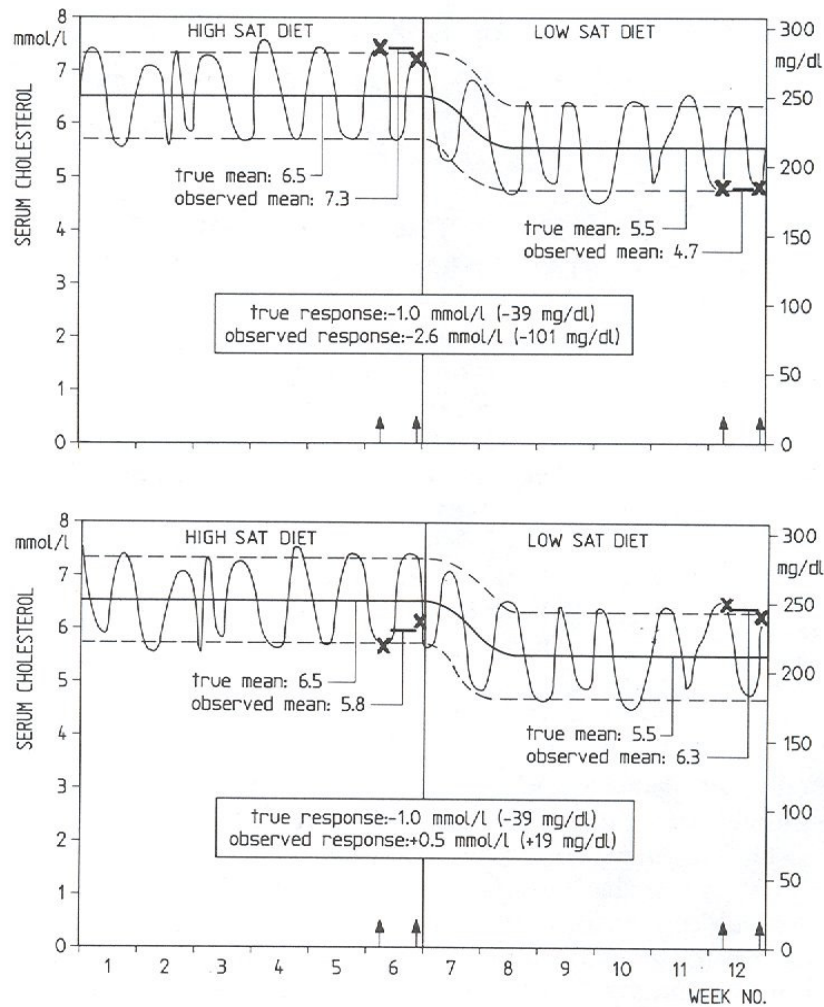 8
mmol/l
7
6
5
4
3
2
1
0
SERUM CHOLESTEROL
HIGH SAT DIET
LOW SAT DIET
300
mg/dl
250
200
150
100
50
0
true mean: 6.5
observed mean: 7.3
true mean: 5.5
observed mean: 4.7
true response:-1.0 mmol/l (-39 mg/dl)
observed response:-2.6 mmol/l (-101 mg/dl)
8
mmol/l
7
6
5
4
3
2
1
0
SERUM CHOLESTEROL
HIGH SAT DIET
LOW SAT DIET
300
mg/dl
250
200
150
100
50
0
true mean: 6.5
observed mean: 5.8
true mean: 5.5
observed mean: 6.3
true response:-1.0 mmol/l (-39 mg/dl)
observed response:+0.5 mmol/l (+19 mg/dl)
1 2 3 4 5 6 7 8 9 10 11 12
WEEK NO.